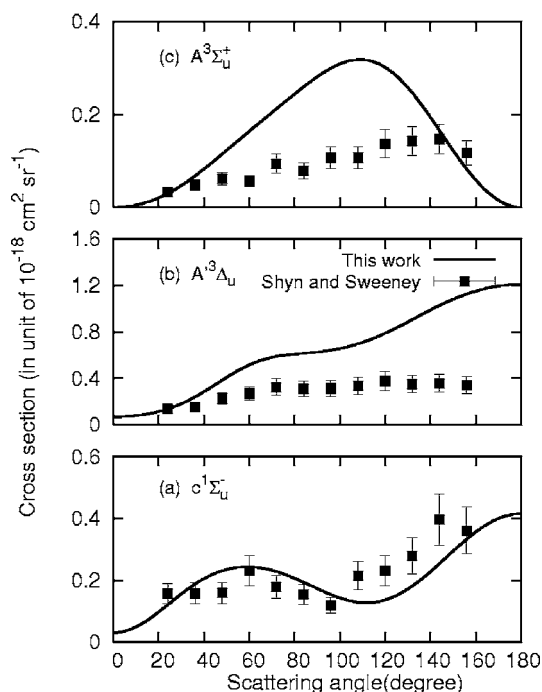 0.4
(c) A³Σᵤ⁺
0.2
0
1.6
(b) A'³Δᵤ
This work
Shyn and Sweeney
1.2
0.8
0.4
0
0.6
(a) c¹Σᵤ⁻
0.4
0.2
0
0 20 40 60 80 100 120 140 160 180
Scattering angle(degree)
Cross section (in unit of 10⁻¹⁸ cm² sr⁻¹)